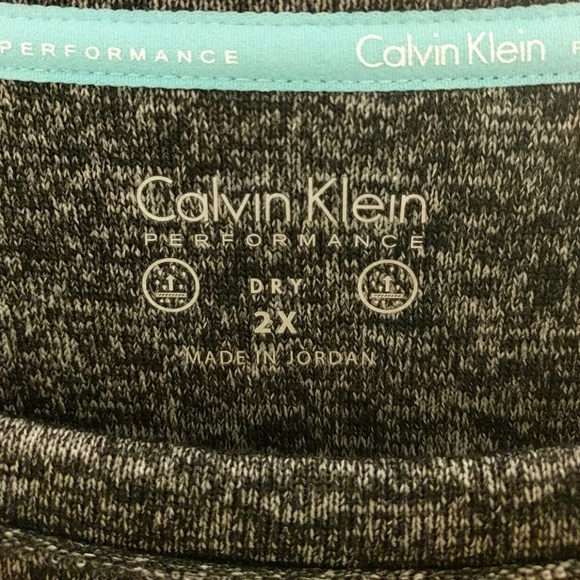 PERFORMANCE Calvin Klein
Calvin Klein
PERFORMANCE
DRY
2X
MADE IN JORDAN